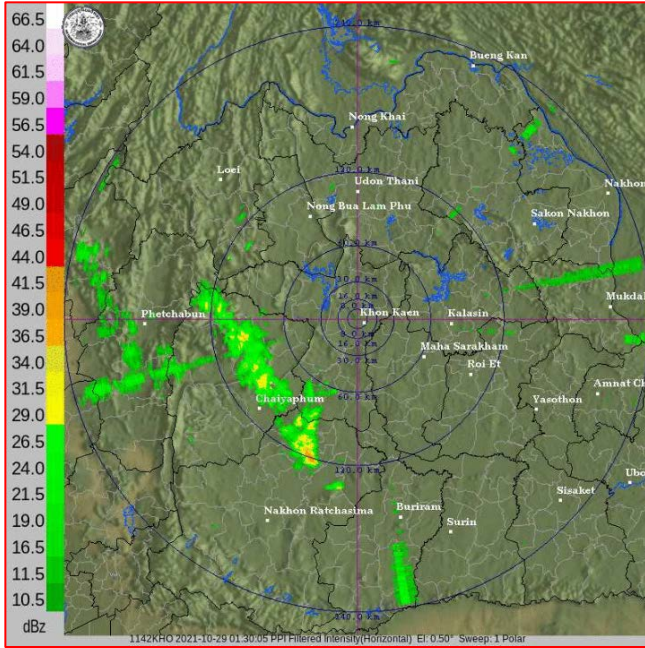 66.5
64.0
61.5
59.0
56.5
54.0
51.5
49.0
46.5
44.0
41.5
39.0
36.5
34.0
31.5
29.0
26.5
24.0
21.5
19.0
16.5
11.5
10.5
dBz
Bueng Kan
Nong Khai
Loei
Udon Thani
Nakhon
Nong Bua Lam Phu
Sakon Nakhon
Mukdal
Phetchabun
Khon Kaen
Kalasin
Maha Sarakham
Roi Et
Amnat Ch
Chaiyaphum
Yasothon
Ubo
Sisaket
Nakhon Ratchasima
Buriram
Surin
1142KHO 2021-10-29 01:30:05 PPI Filtered Intensity(Horizontal) El: 0.50° Sweep: 1 Polar